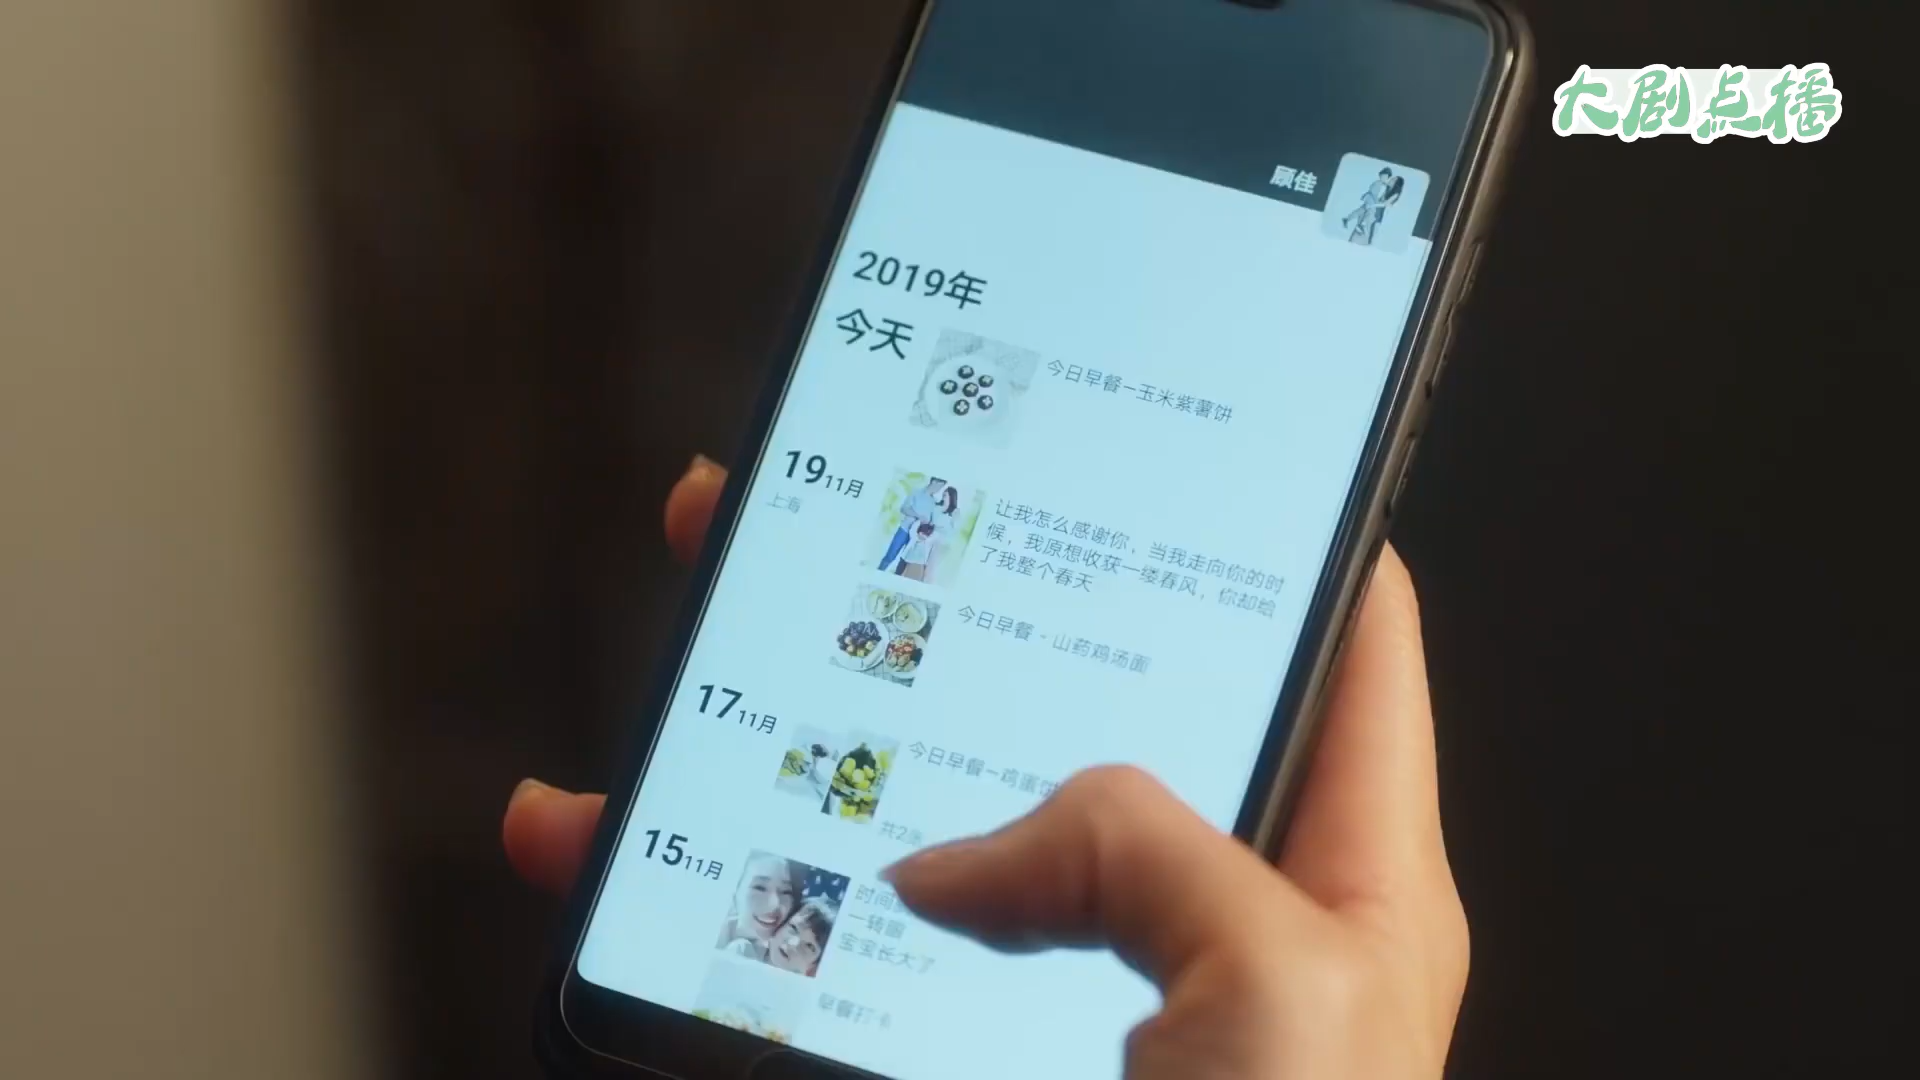 大剧点播
顾佳
2019年
今天
今日早餐–玉米紫薯饼
19 11月
上海
让我怎么感谢你，当我走向你的时
候，我原想收获一缕春风，你却给
了我整个春天
今日早餐 - 山药鸡汤面
17 11月
今日早餐–鸡蛋饼
共2张
15 11月
时间
一转眼
宝宝长大了
早餐打卡